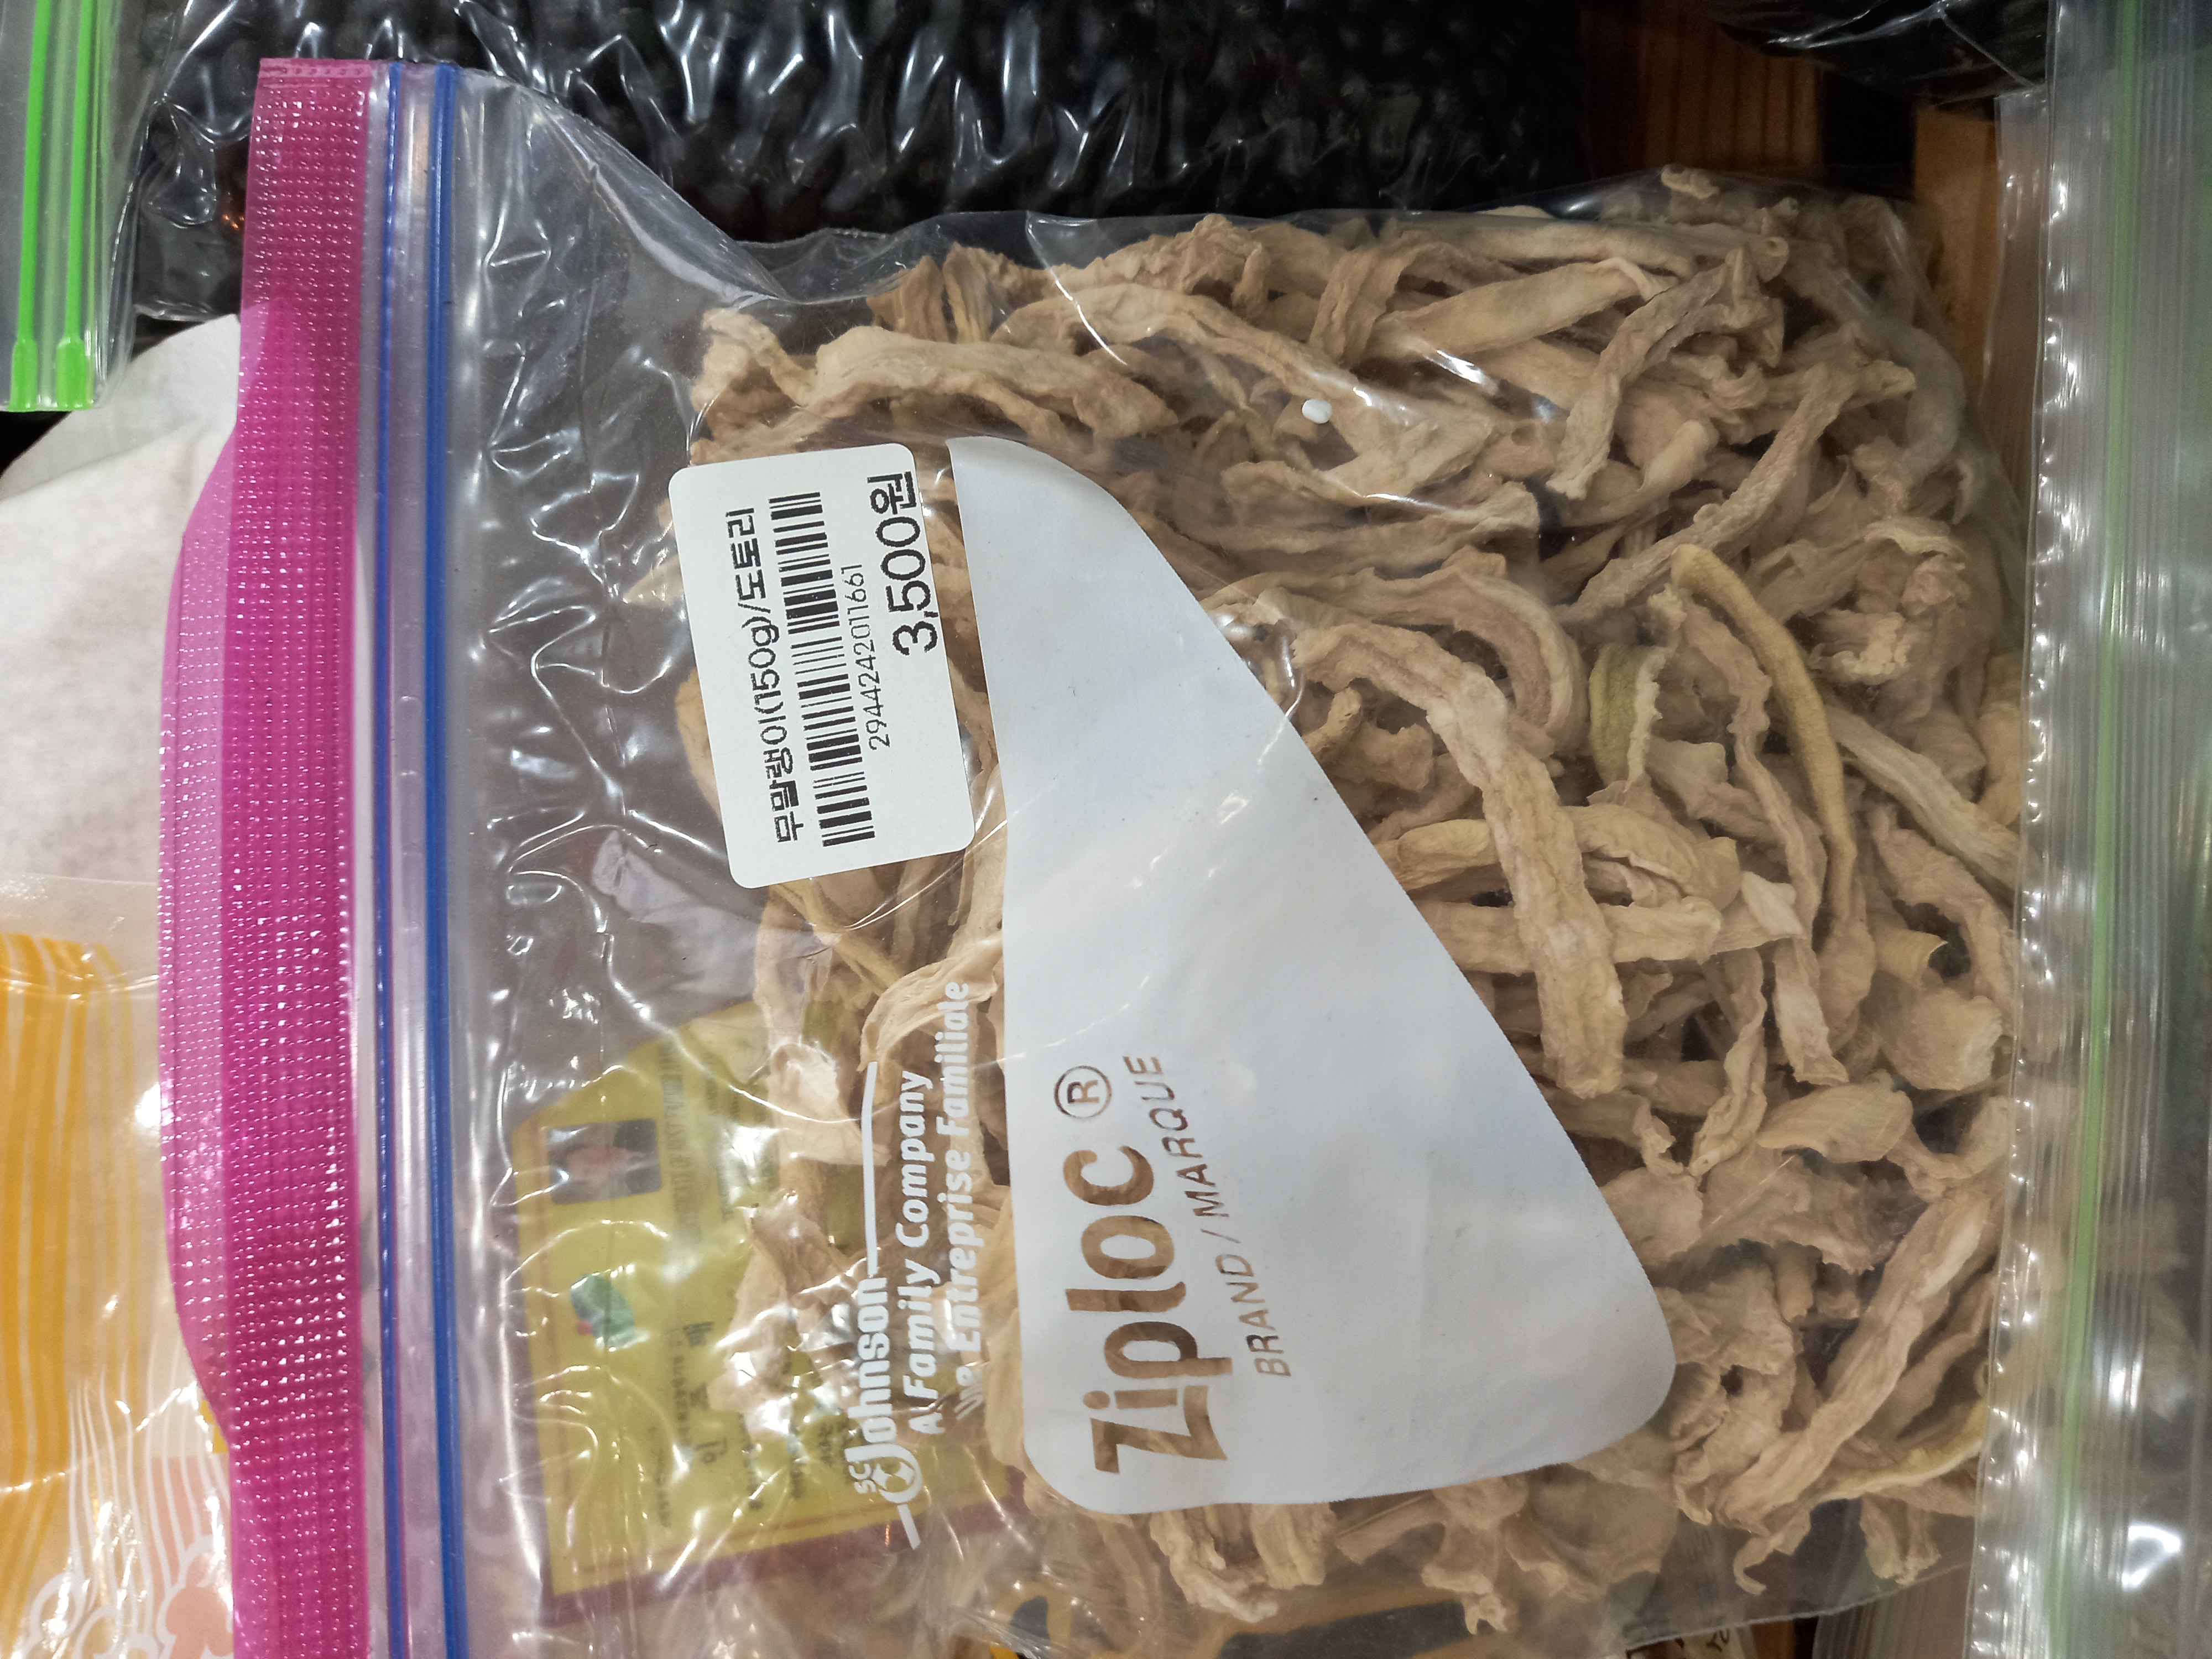 무말랭이(150g)/도토리
2944242011661
3,500원
SC Johnson
A Family Company
Entreprise Familiale
Ziploc®
BRAND / MARQUE